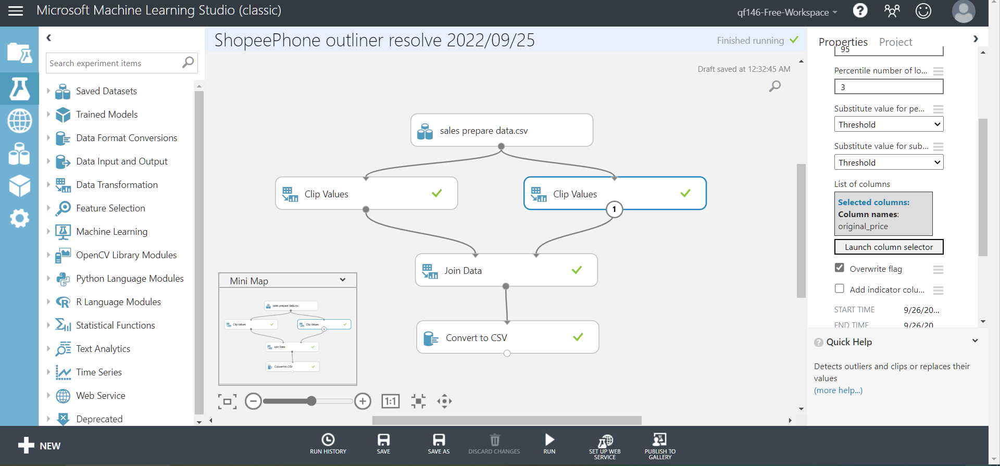 Microsoft Machine Learning Studio (classic)
qf146-Free-Workspace
?
ShopeePhone outliner resolve 2022/09/25
Finished running
Properties
Project
Search experiment items
Saved Datasets
Trained Models
Data Format Conversions
Data Input and Output
Data Transformation
Feature Selection
Machine Learning
OpenCV Library Modules
Python Language Modules
R Language Modules
Statistical Functions
Text Analytics
Time Series
Web Service
Deprecated
Draft saved at 12:32:45 AM
sales prepare data.csv
Clip Values
Clip Values
1
Join Data
Convert to CSV
Mini Map
sales prepare data.csv
Clip Values
Clip Values
1
Join Data
Convert to CSV
1:1
95
Percentile number of lo...
3
Substitute value for pe...
Threshold
Substitute value for sub...
Threshold
List of columns
Selected columns:
Column names:
original_price
Launch column selector
Overwrite flag
Add indicator colu...
START TIME 9/26/20...
END TIME 9/26/20
? Quick Help
Detects outliers and clips or replaces their
values
(more help...)
NEW
RUN HISTORY
SAVE
SAVE AS
DISCARD CHANGES
RUN
SET UP WEB
SERVICE
PUBLISH TO
GALLERY